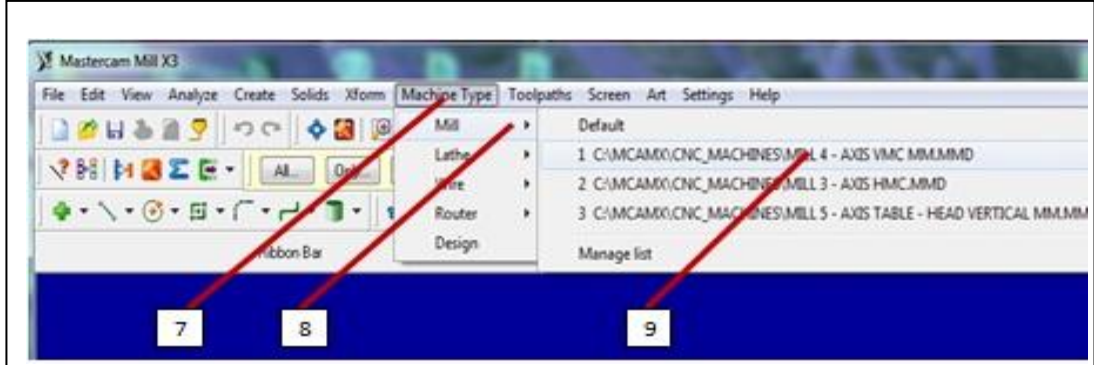 Mastercam Mill X3
File Edit View Analyze Create Solids Xform Machine Type Toolpaths Screen Art Settings Help
Mill Default
All... Only... Lathe 1 C:\MCAMX\CNC_MACHINES\MILL 4 - AXIS VMC MM.MMD
Wire 2 C:\MCAMX\CNC_MACHINES\MILL 3 - AXIS HMC.MMD
Router 3 C:\MCAMX\CNC_MACHINES\MILL 5 - AXIS TABLE - HEAD VERTICAL MM.MM
Ribbon Bar Design Manage list
7 8 9